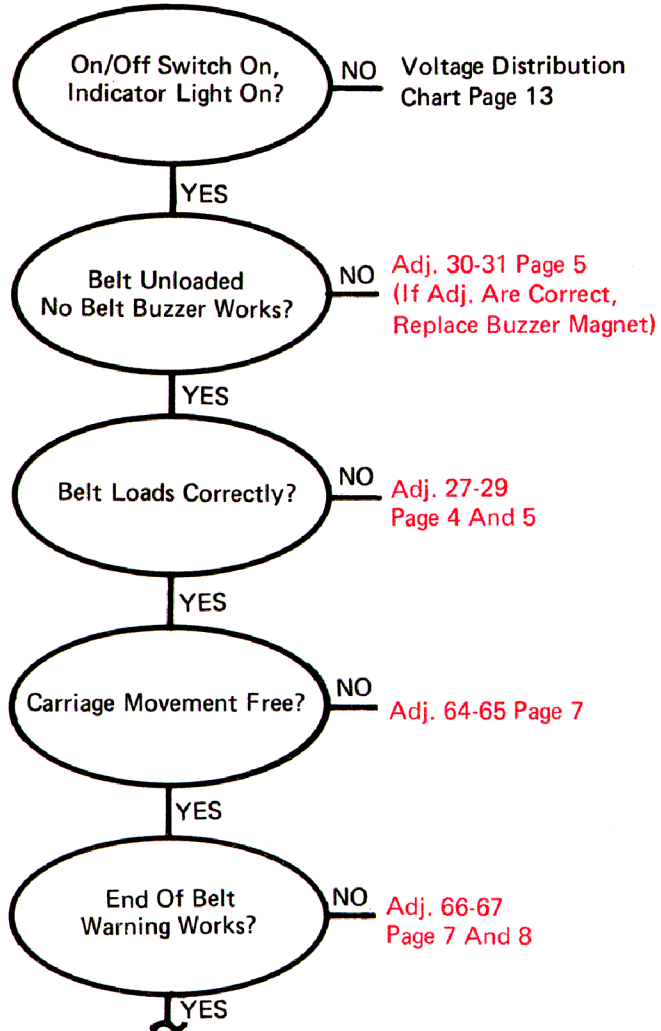 On/Off Switch On,
Indicator Light On?
NO
Voltage Distribution
Chart Page 13
YES
Belt Unloaded
No Belt Buzzer Works?
NO
Adj. 30-31 Page 5
(If Adj. Are Correct,
Replace Buzzer Magnet)
YES
Belt Loads Correctly?
NO
Adj. 27-29
Page 4 And 5
YES
Carriage Movement Free?
NO
Adj. 64-65 Page 7
YES
End Of Belt
Warning Works?
NO
Adj. 66-67
Page 7 And 8
YES